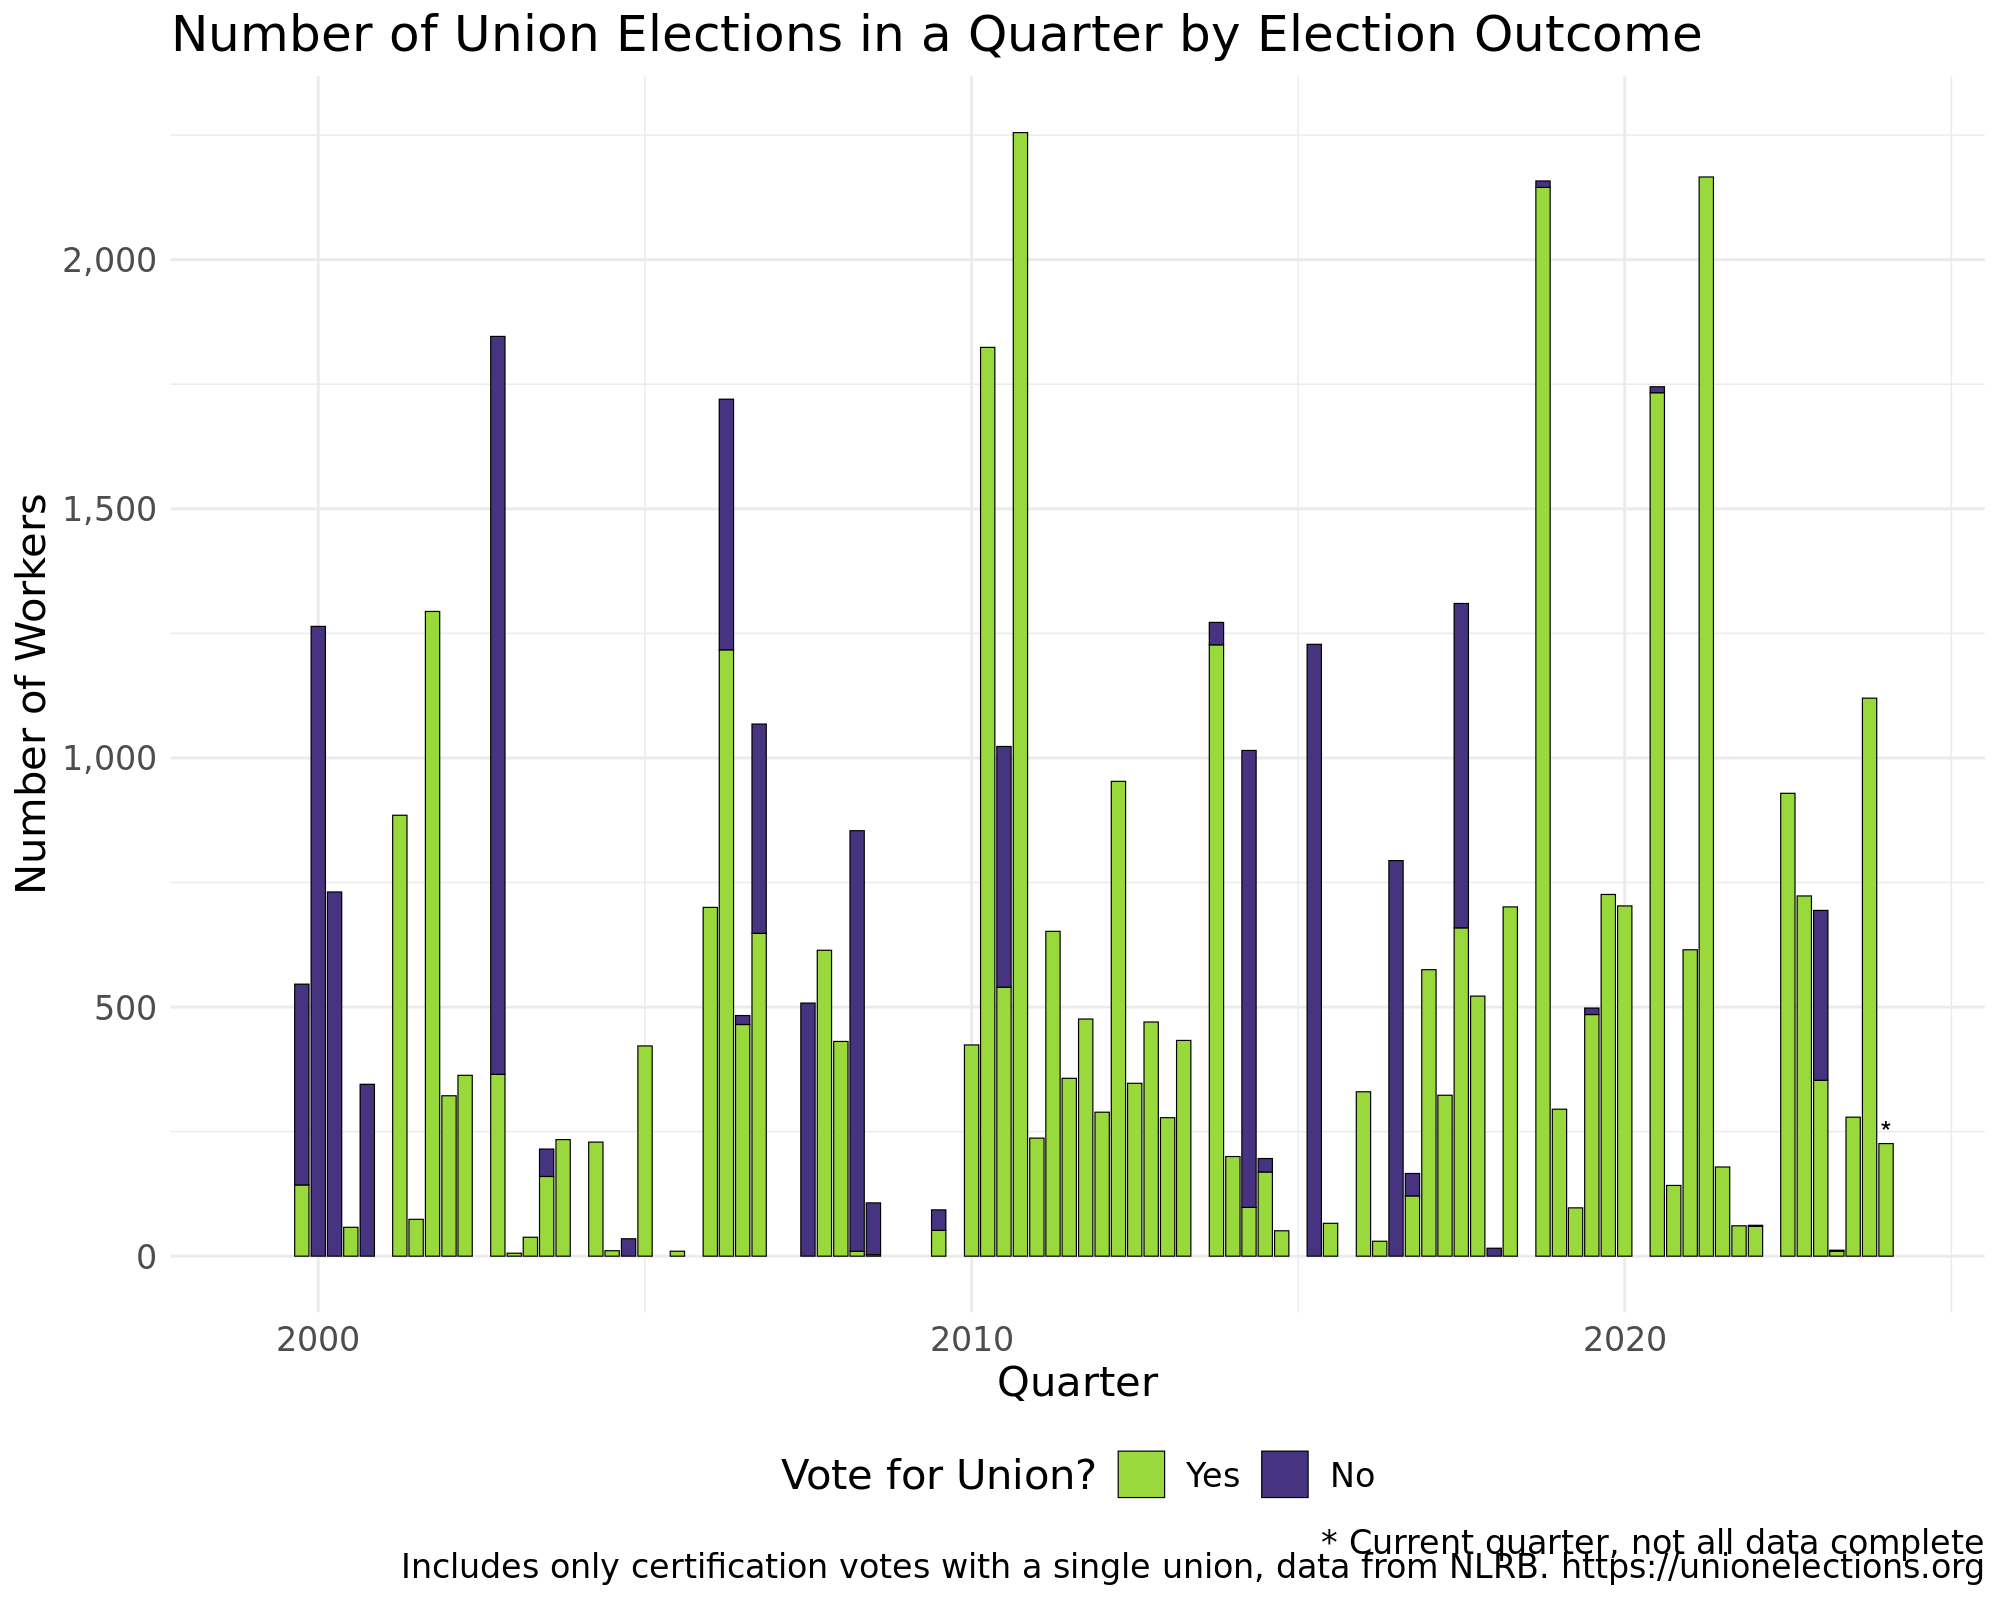 Number of Union Elections in a Quarter by Election Outcome
Number of Workers
2,000
1,500
1,000
500
0
*
2000 2010 2020
Quarter
Vote for Union? Yes No
* Current quarter, not all data complete
Includes only certification votes with a single union, data from NLRB. https://unionelections.org